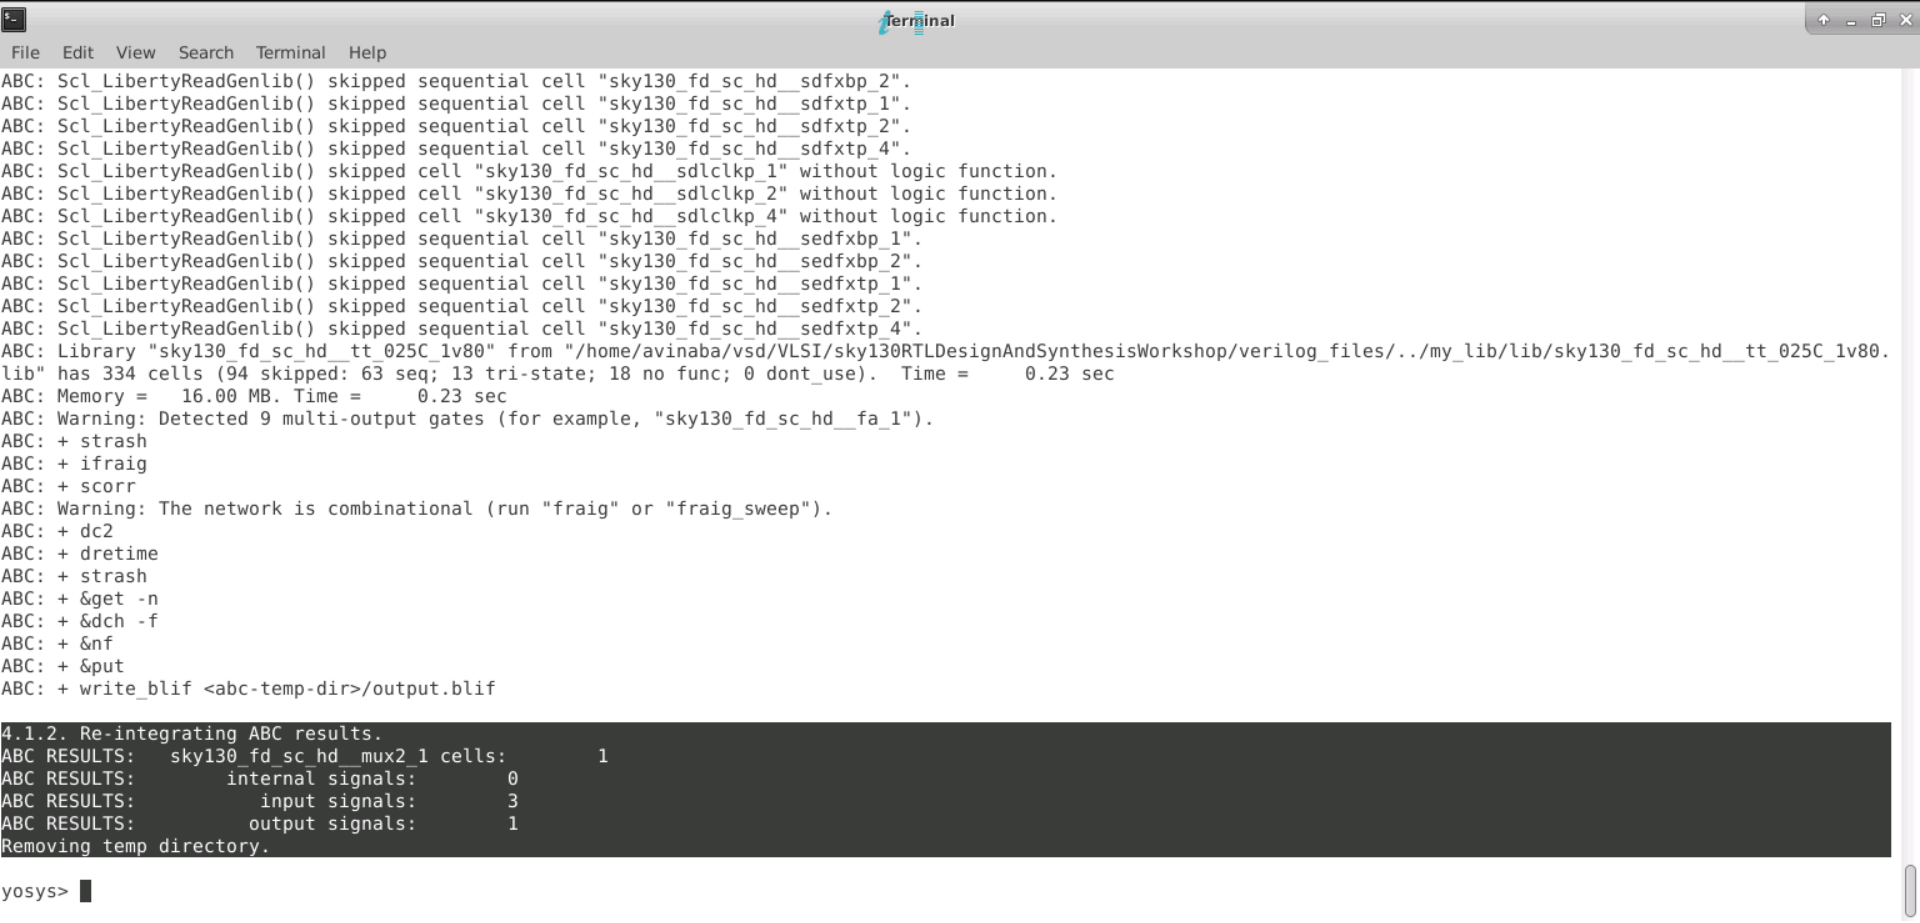 Terminal
File Edit View Search Terminal Help
ABC: Scl_LibertyReadGenlib() skipped sequential cell "sky130_fd_sc_hd__sdfxbp_2".
ABC: Scl_LibertyReadGenlib() skipped sequential cell "sky130_fd_sc_hd__sdfxtp_1".
ABC: Scl_LibertyReadGenlib() skipped sequential cell "sky130_fd_sc_hd__sdfxtp_2".
ABC: Scl_LibertyReadGenlib() skipped sequential cell "sky130_fd_sc_hd__sdfxtp_4".
ABC: Scl_LibertyReadGenlib() skipped cell "sky130_fd_sc_hd__sdlclkp_1" without logic function.
ABC: Scl_LibertyReadGenlib() skipped cell "sky130_fd_sc_hd__sdlclkp_2" without logic function.
ABC: Scl_LibertyReadGenlib() skipped cell "sky130_fd_sc_hd__sdlclkp_4" without logic function.
ABC: Scl_LibertyReadGenlib() skipped sequential cell "sky130_fd_sc_hd__sedfxbp_1".
ABC: Scl_LibertyReadGenlib() skipped sequential cell "sky130_fd_sc_hd__sedfxbp_2".
ABC: Scl_LibertyReadGenlib() skipped sequential cell "sky130_fd_sc_hd__sedfxtp_1".
ABC: Scl_LibertyReadGenlib() skipped sequential cell "sky130_fd_sc_hd__sedfxtp_2".
ABC: Scl_LibertyReadGenlib() skipped sequential cell "sky130_fd_sc_hd__sedfxtp_4".
ABC: Library "sky130_fd_sc_hd__tt_025C_1v80" from "/home/avinaba/vsd/VLSI/sky130RTLDesignAndSynthesisWorkshop/verilog_files/../my_lib/lib/sky130_fd_sc_hd__tt_025C_1v80.
lib" has 334 cells (94 skipped: 63 seq; 13 tri-state; 18 no func; 0 dont_use).  Time =     0.23 sec
ABC: Memory =   16.00 MB. Time =     0.23 sec
ABC: Warning: Detected 9 multi-output gates (for example, "sky130_fd_sc_hd__fa_1").
ABC: + strash
ABC: + ifraig
ABC: + scorr
ABC: Warning: The network is combinational (run "fraig" or "fraig_sweep").
ABC: + dc2
ABC: + dretime
ABC: + strash
ABC: + &get -n
ABC: + &dch -f
ABC: + &nf
ABC: + &put
ABC: + write_blif <abc-temp-dir>/output.blif
4.1.2. Re-integrating ABC results.
ABC RESULTS:   sky130_fd_sc_hd__mux2_1 cells:        1
ABC RESULTS:        internal signals:        0
ABC RESULTS:           input signals:        3
ABC RESULTS:          output signals:        1
Removing temp directory.
yosys>